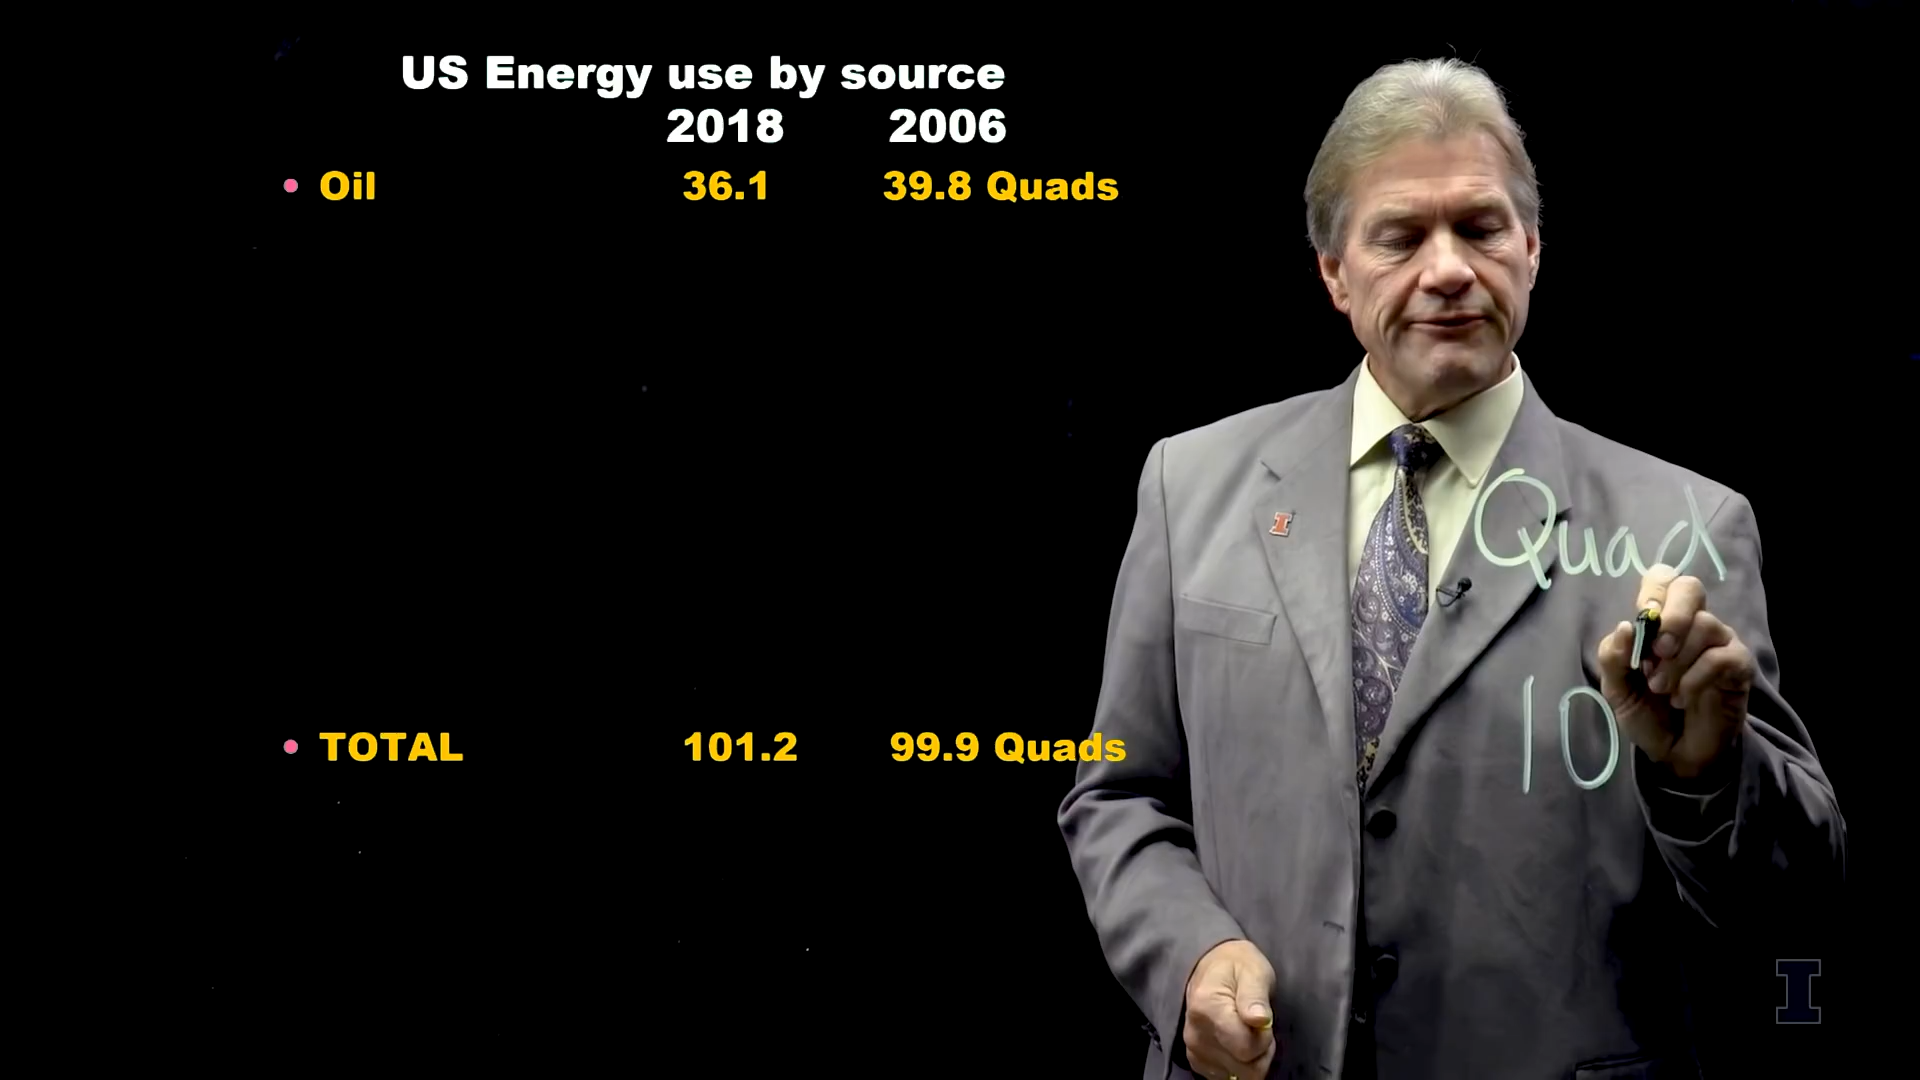 US Energy use by source
2018 2006
• Oil 36.1 39.8 Quads
• TOTAL 101.2 99.9 Quads
Quad
10
I
I